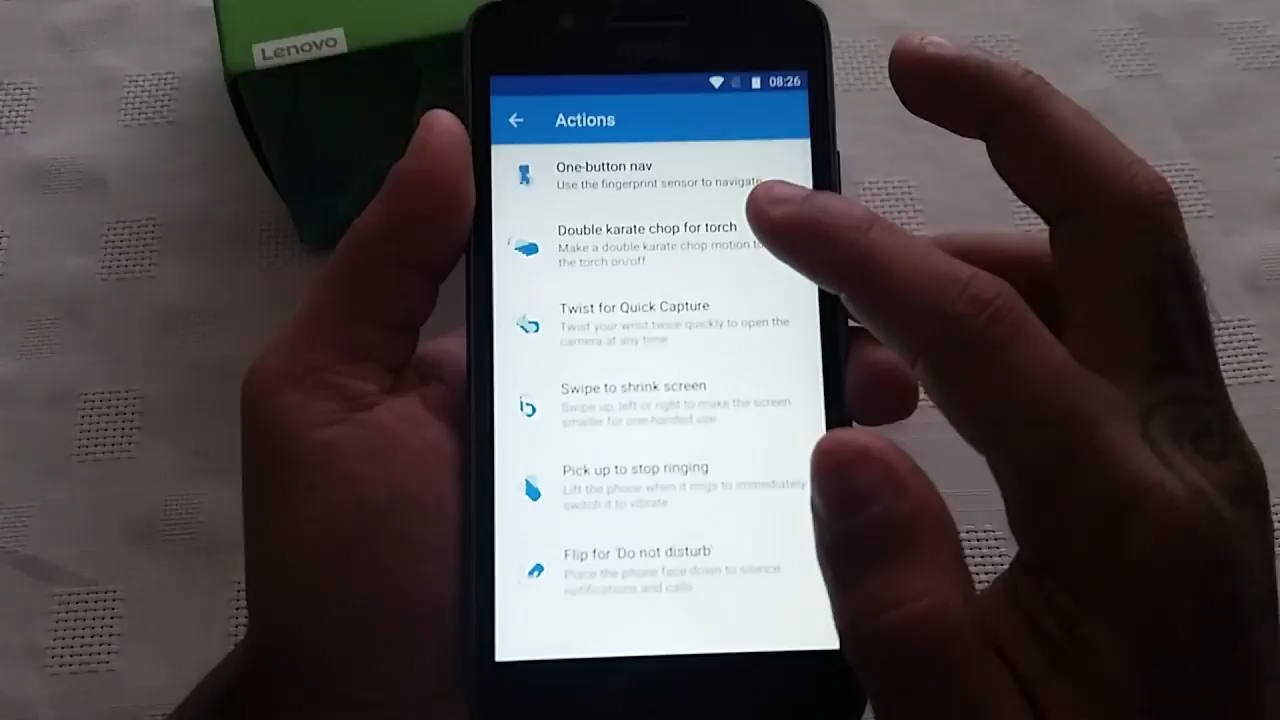 Lenovo
08:26
Actions
One-button nav
Use the fingerprint sensor to navigate
Double karate chop for torch
Make a double karate chop motion to
the torch on/off
Twist for Quick Capture
Twist your wrist twice quickly to open the
camera at any time
Swipe to shrink screen
Swipe up, left or right to make the screen
smaller for one-handed use
Pick up to stop ringing
Lift the phone when it rings to immediately
switch it to vibrate
Flip for 'Do not disturb'
Place the phone face down to silence
notifications and calls